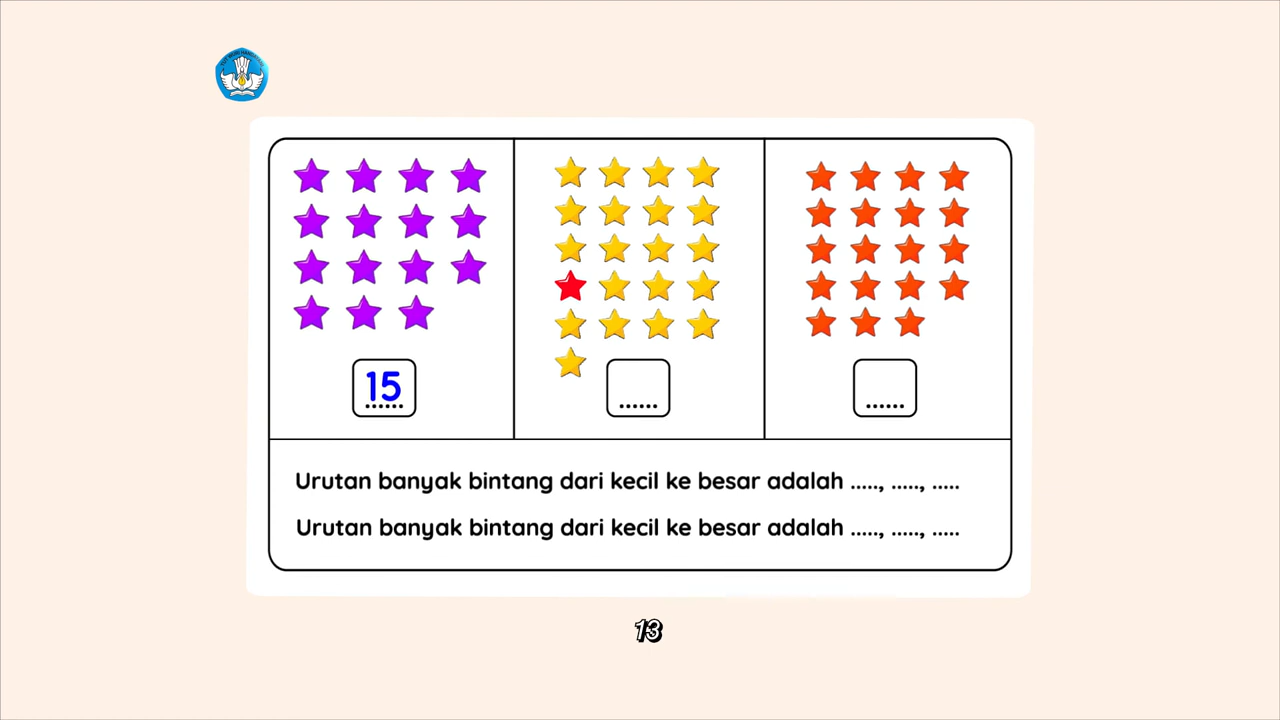 15
......
......
......
Urutan banyak bintang dari kecil ke besar adalah ....., ....., .....
Urutan banyak bintang dari kecil ke besar adalah ....., ....., .....
13